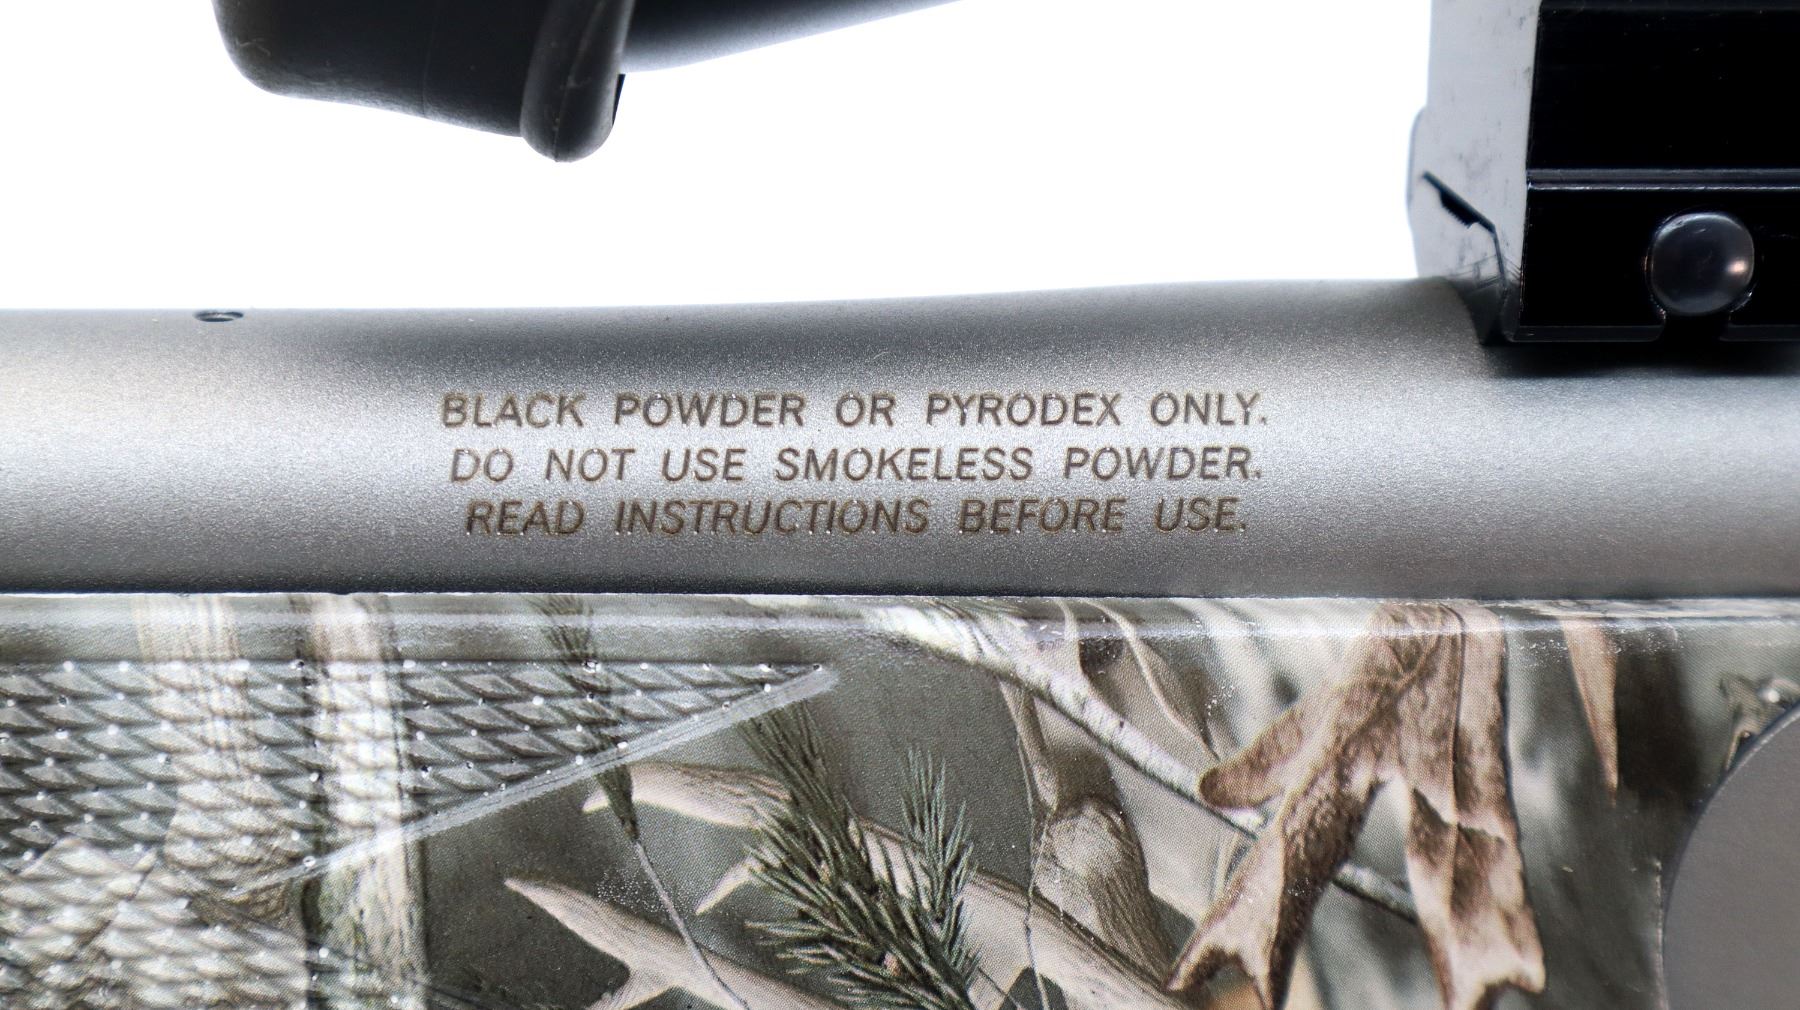 BLACK POWDER OR PYRODEX ONLY.
DO NOT USE SMOKELESS POWDER.
READ INSTRUCTIONS BEFORE USE.